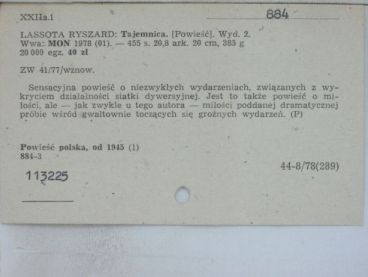 XXIIa.1
884
LASSOTA RYSZARD: Tajemnica. [Powieść]. Wyd. 2.
Wwa: MON 1978 (01). — 455 s. 20,8 ark. 20 cm, 385 g
20 000 egz. 40 zł
ZW 41/77/wznow.
Sensacyjna powieść o niezwykłych wydarzeniach, związanych z wy-
kryciem działalności siatki dywersyjnej. Jest to także powieść o mi-
łości, ale — jak zwykle u tego autora — miłości poddanej dramatycznej
próbie wśród gwałtownie toczących się groźnych wydarzeń. (P)
Powieść polska, od 1945 (1)
884-3
44-8/78(289)
113225